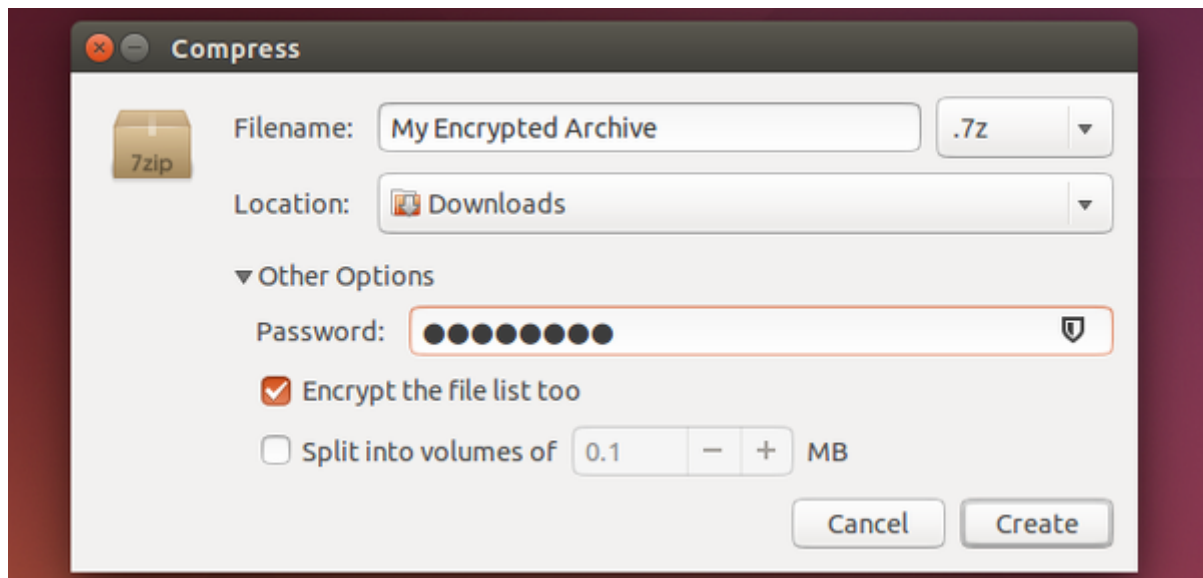 Compress
Filename: My Encrypted Archive .7z
7zip
Location: Downloads
Other Options
Password: ●●●●●●●●
Encrypt the file list too
Split into volumes of 0.1 − + MB
Cancel Create